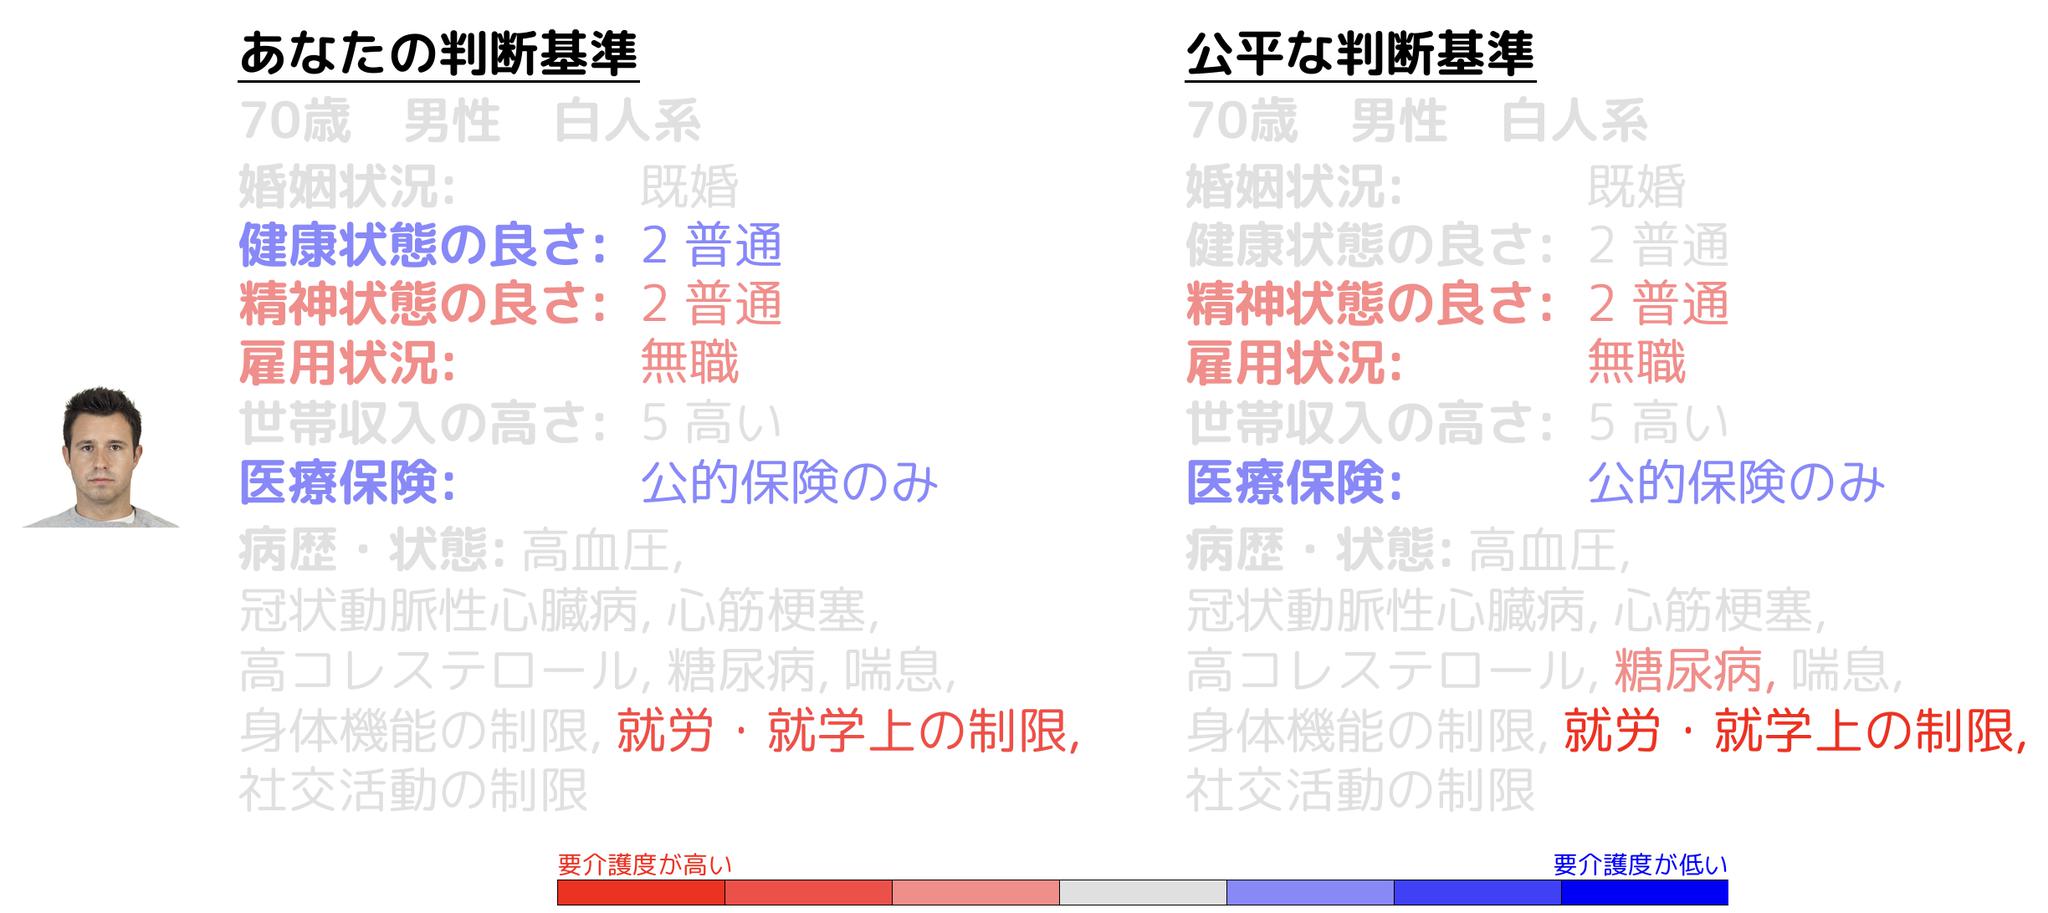 あなたの判断基準
70歳 男性 白人系
婚姻状況: 既婚
健康状態の良さ: 2 普通
精神状態の良さ: 2 普通
雇用状況: 無職
世帯収入の高さ: 5 高い
医療保険: 公的保険のみ
病歴・状態: 高血圧,
冠状動脈性心臓病, 心筋梗塞,
高コレステロール, 糖尿病, 喘息,
身体機能の制限, 就労・就学上の制限,
社交活動の制限
公平な判断基準
70歳 男性 白人系
婚姻状況: 既婚
健康状態の良さ: 2 普通
精神状態の良さ: 2 普通
雇用状況: 無職
世帯収入の高さ: 5 高い
医療保険: 公的保険のみ
病歴・状態: 高血圧,
冠状動脈性心臓病, 心筋梗塞,
高コレステロール, 糖尿病, 喘息,
身体機能の制限, 就労・就学上の制限,
社交活動の制限
要介護度が高い
要介護度が低い